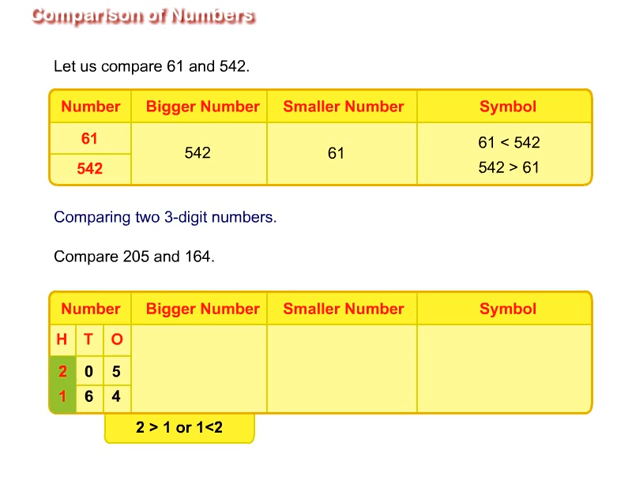 Comparison of Numbers
Let us compare 61 and 542.
Number Bigger Number Smaller Number Symbol
61
542
542
61
61 < 542
542 > 61
Comparing two 3-digit numbers.
Compare 205 and 164.
Number Bigger Number Smaller Number Symbol
H T O
2 0 5
1 6 4
2 > 1 or 1<2